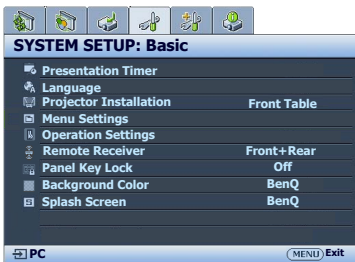 SYSTEM SETUP: Basic
Presentation Timer
Language
Projector Installation Front Table
Menu Settings
Operation Settings
Remote Receiver Front+Rear
Panel Key Lock Off
Background Color BenQ
Splash Screen BenQ
PC MENU Exit